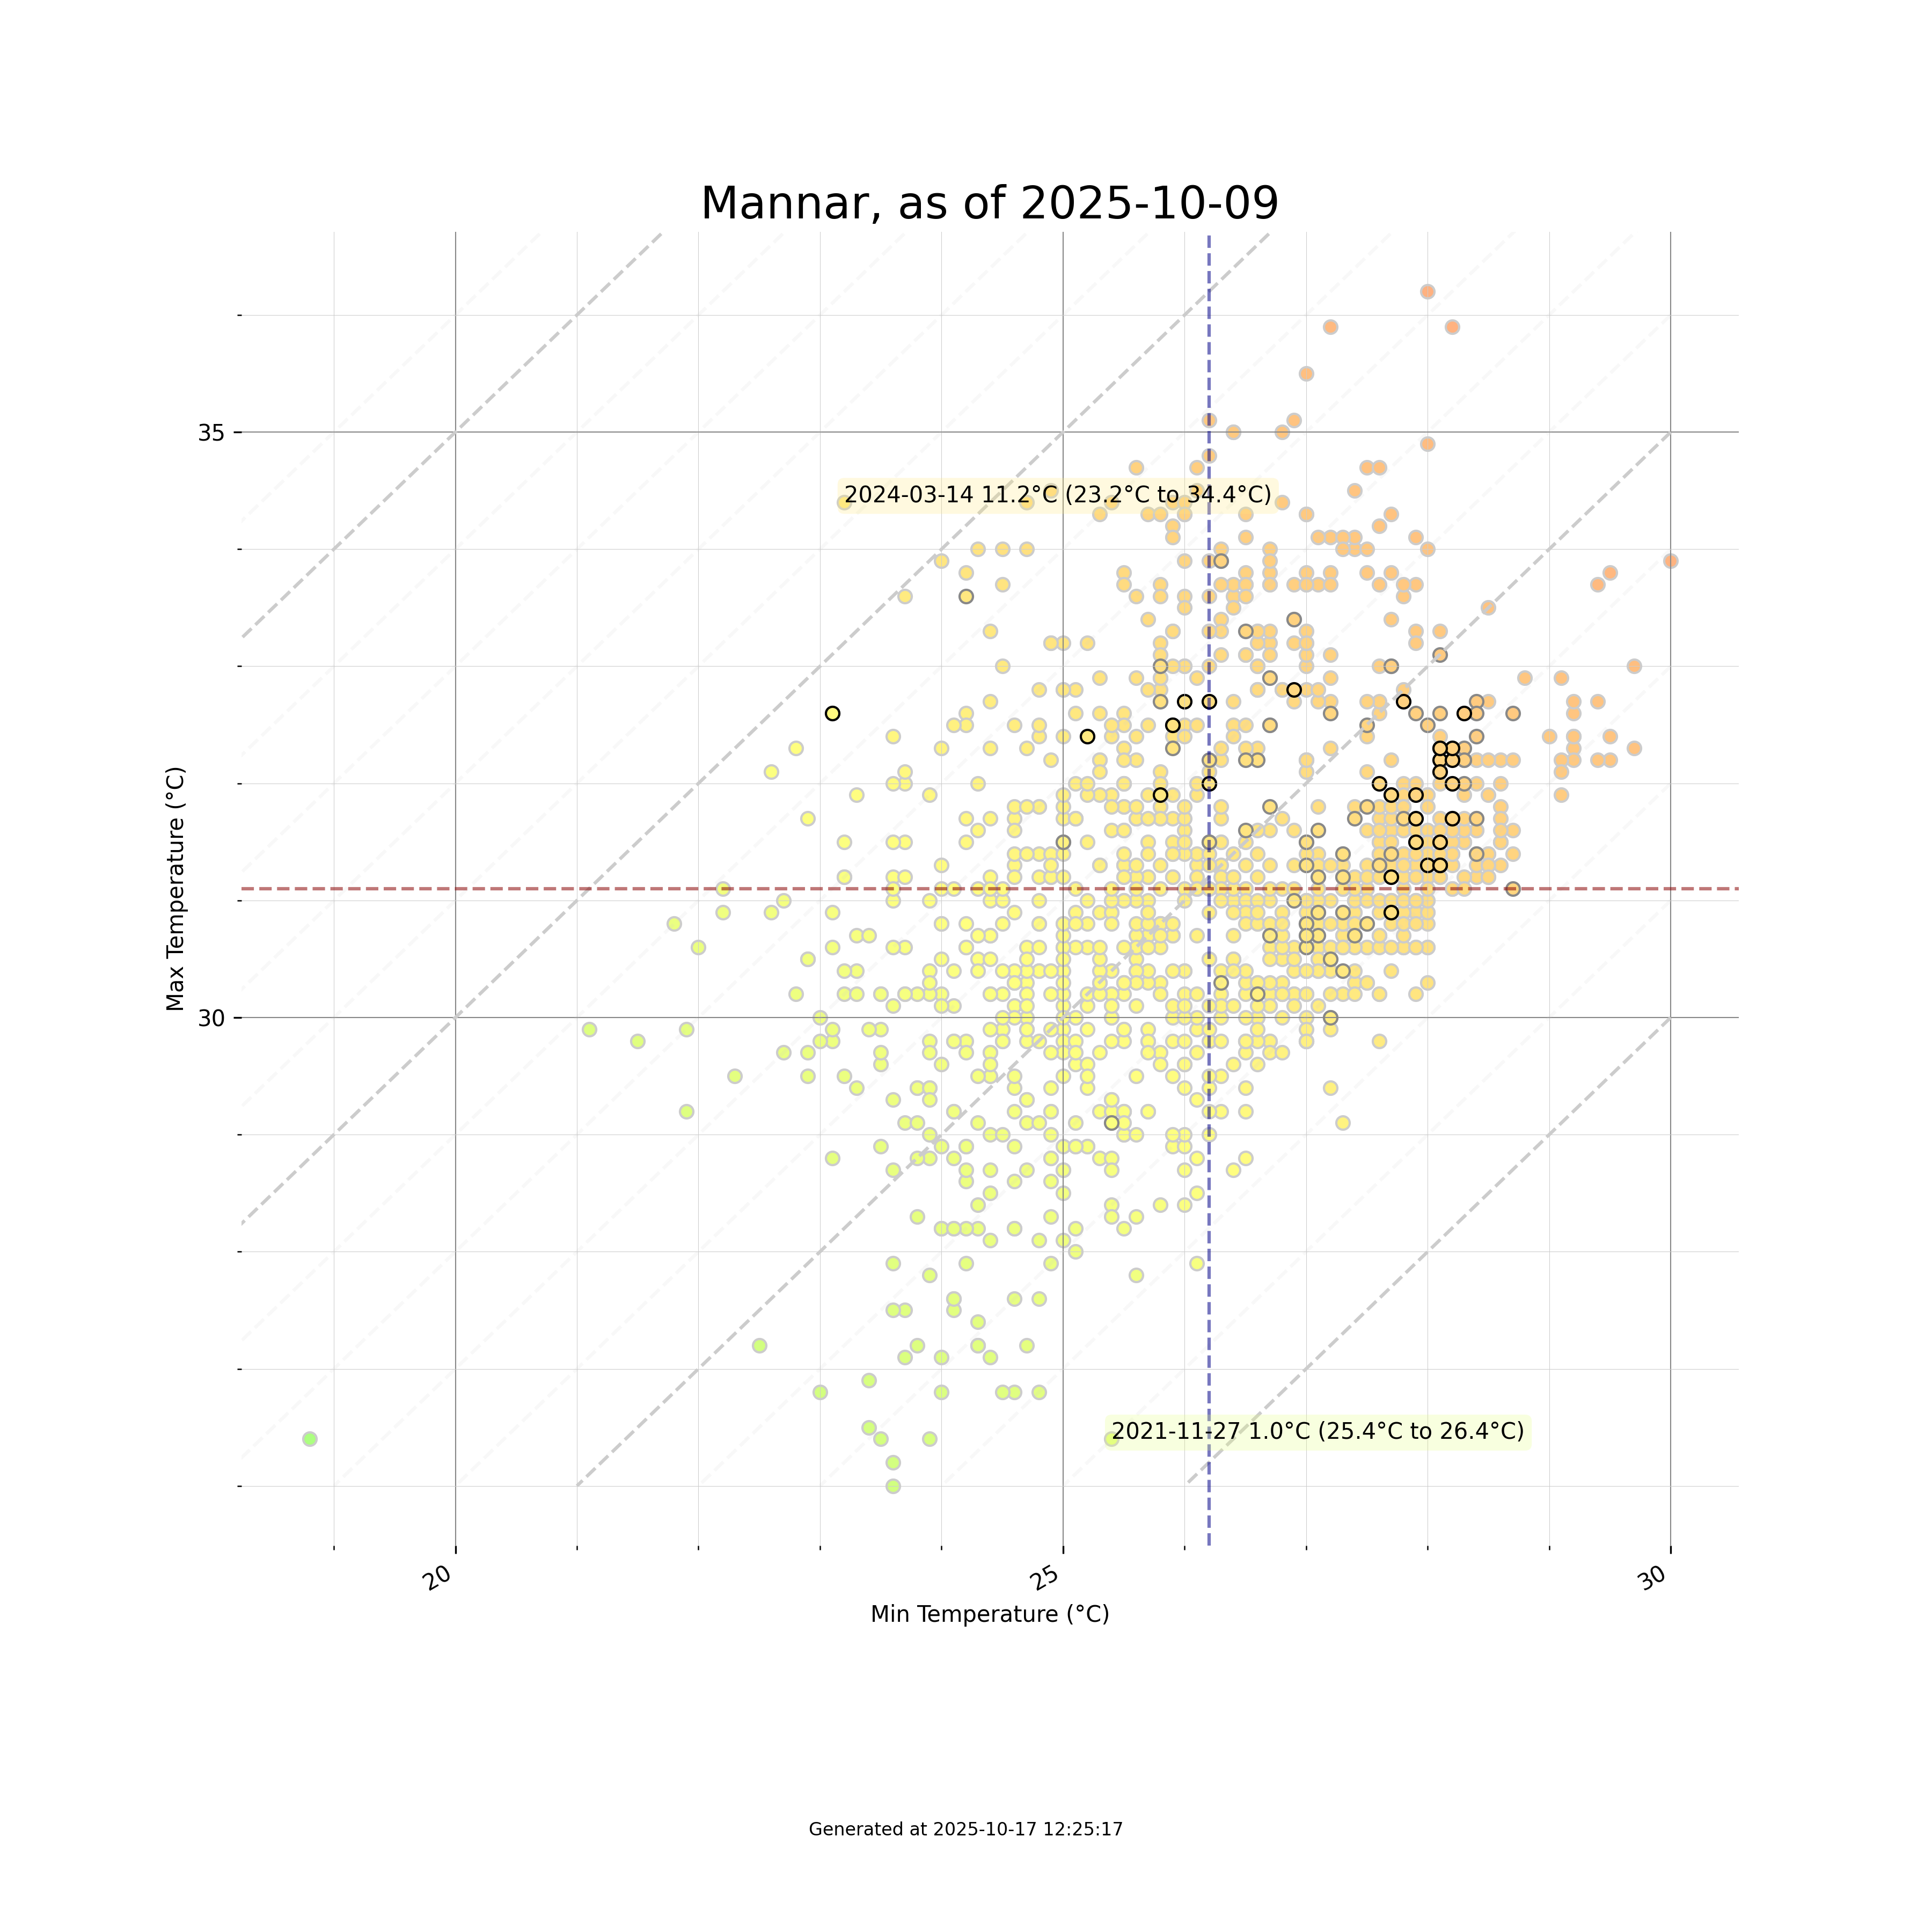 Mannar, as of 2025-10-09
35
2024-03-14 11.2°C (23.2°C to 34.4°C)
Max Temperature (°C)
30
2021-11-27 1.0°C (25.4°C to 26.4°C)
20
25
30
Min Temperature (°C)
Generated at 2025-10-17 12:25:17